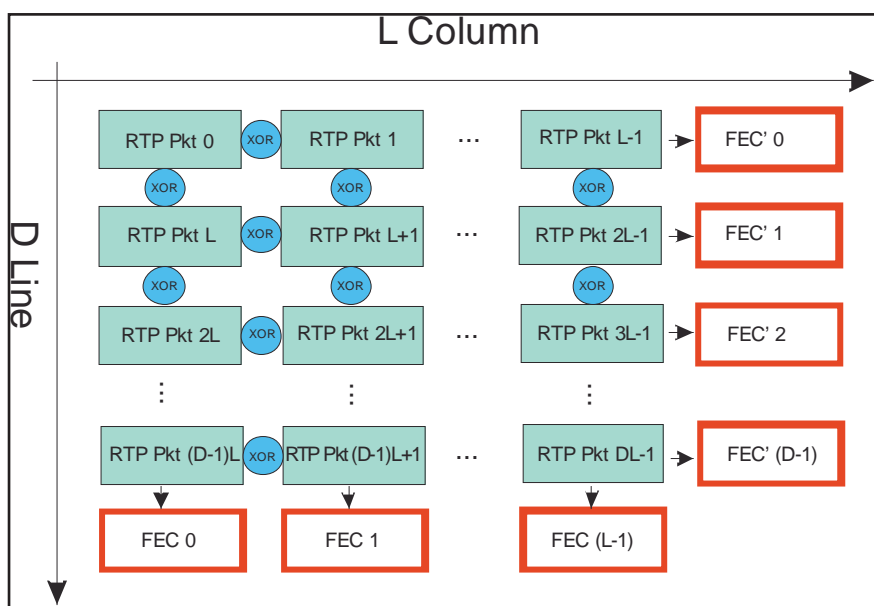 L Column
D Line
RTP Pkt 0 XOR RTP Pkt 1 ... RTP Pkt L-1 FEC' 0
XOR XOR XOR
RTP Pkt L XOR RTP Pkt L+1 ... RTP Pkt 2L-1 FEC' 1
XOR XOR XOR
RTP Pkt 2L XOR RTP Pkt 2L+1 ... RTP Pkt 3L-1 FEC' 2
... ... ...
RTP Pkt (D-1)L XOR RTP Pkt (D-1)L+1 ... RTP Pkt DL-1 FEC' (D-1)
FEC 0 FEC 1 FEC (L-1)